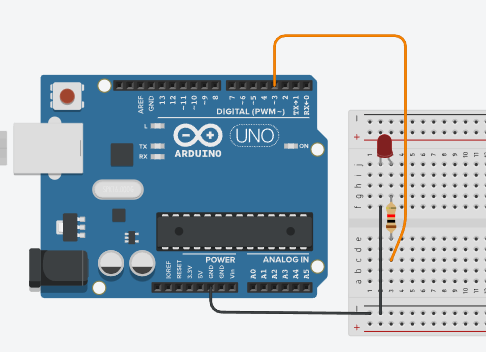 AREF
GND
13
12
~11
~10
~9
8
7
~6
~5
4
~3
2
TX→1
RX←0
DIGITAL (PWM~)
L
TX
RX
UNO
ON
ARDUINO
POWER
ANALOG IN
IOREF
RESET
3.3V
5V
GND
GND
Vin
A0
A1
A2
A3
A4
A5
j
i
h
g
f
e
d
c
b
a